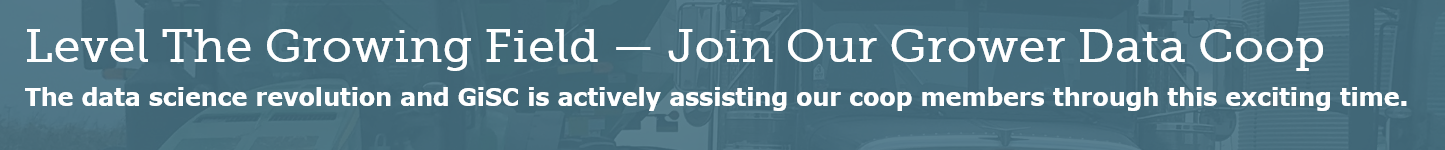 Level The Growing Field — Join Our Grower Data Coop
The data science revolution and GiSC is actively assisting our coop members through this exciting time.